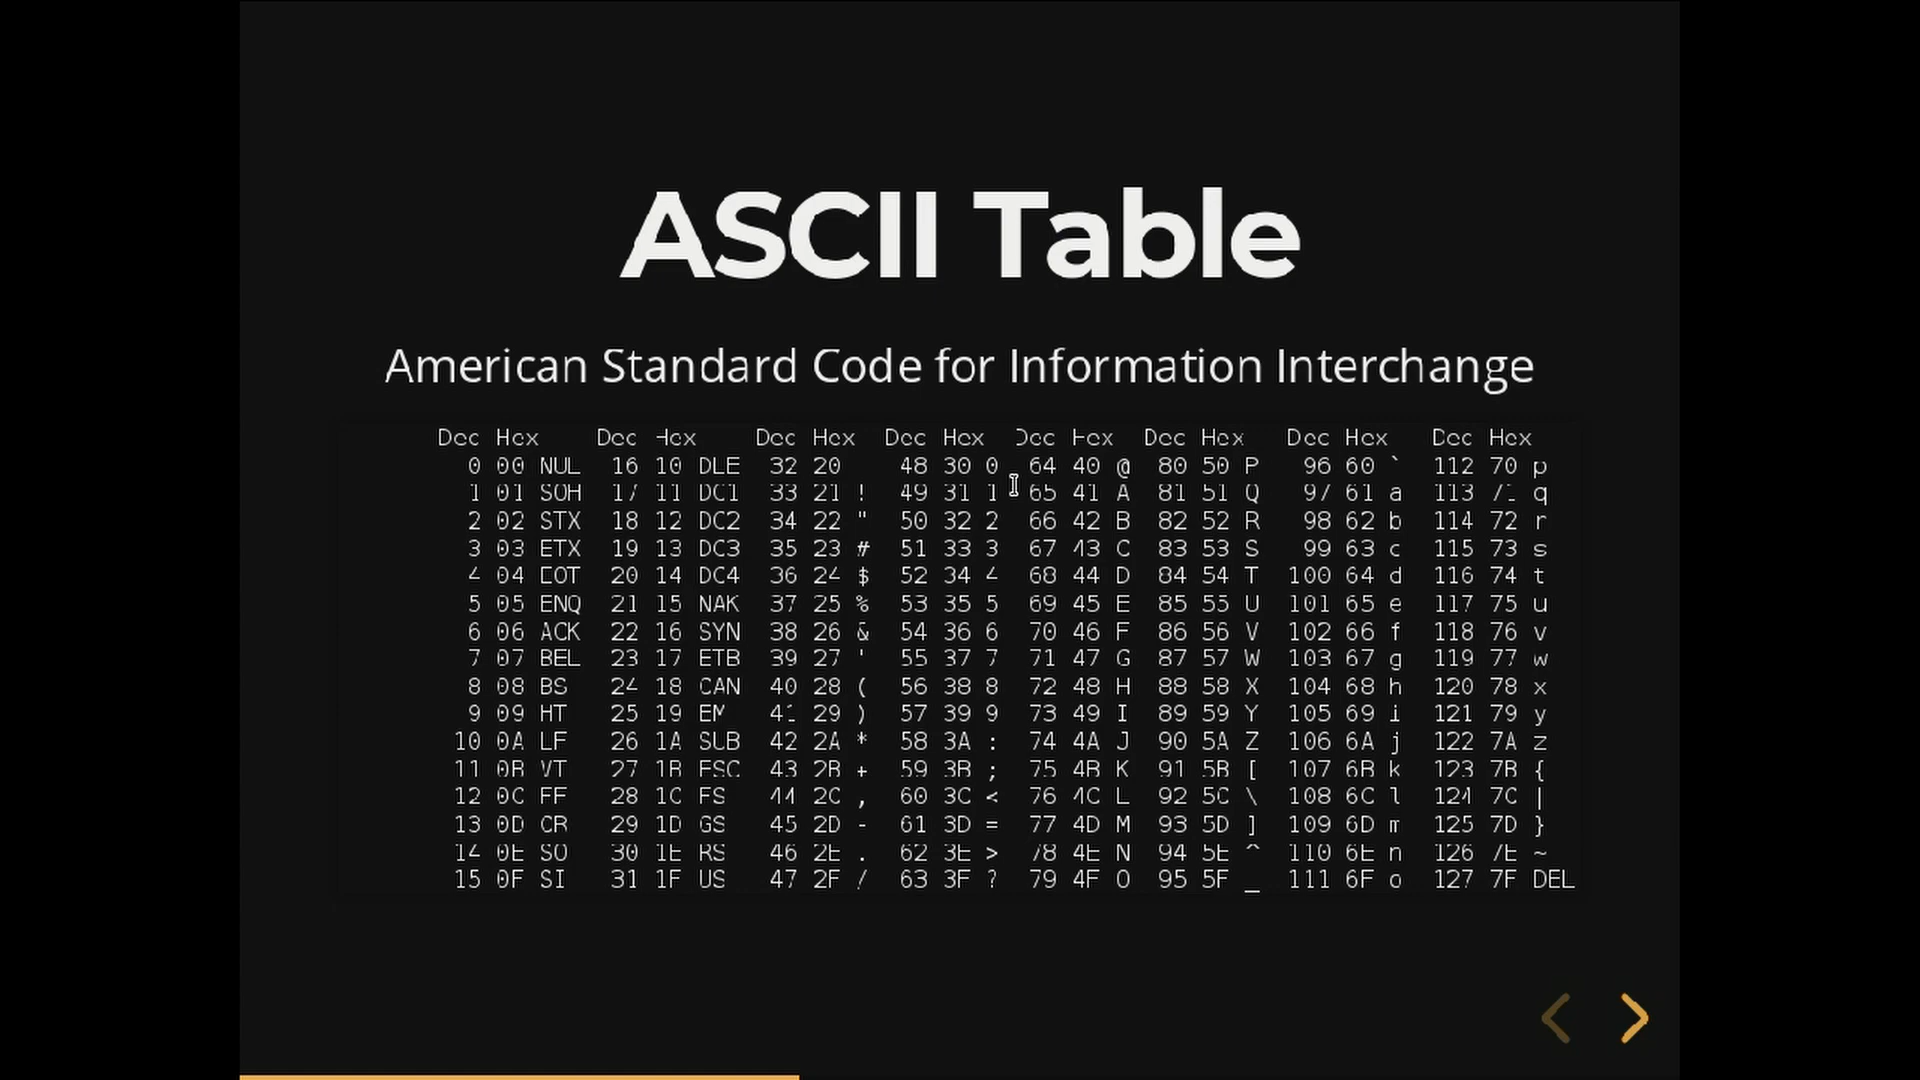 ASCII Table
American Standard Code for Information Interchange
Dec Hex Dec Hex Dec Hex Dec Hex Dec Hex Dec Hex Dec Hex Dec Hex
0 00 NUL 16 10 DLE 32 20 48 30 0 64 40 @ 80 50 P 96 60 ` 112 70 p
1 01 SOH 17 11 DC1 33 21 ! 49 31 1 65 41 A 81 51 Q 97 61 a 113 71 q
2 02 STX 18 12 DC2 34 22 " 50 32 2 66 42 B 82 52 R 98 62 b 114 72 r
3 03 ETX 19 13 DC3 35 23 # 51 33 3 67 43 C 83 53 S 99 63 c 115 73 s
4 04 EOT 20 14 DC4 36 24 $ 52 34 4 68 44 D 84 54 T 100 64 d 116 74 t
5 05 ENQ 21 15 NAK 37 25 % 53 35 5 69 45 E 85 55 U 101 65 e 117 75 u
6 06 ACK 22 16 SYN 38 26 & 54 36 6 70 46 F 86 56 V 102 66 f 118 76 v
7 07 BEL 23 17 ETB 39 27 ' 55 37 7 71 47 G 87 57 W 103 67 g 119 77 w
8 08 BS 24 18 CAN 40 28 ( 56 38 8 72 48 H 88 58 X 104 68 h 120 78 x
9 09 HT 25 19 EM 41 29 ) 57 39 9 73 49 I 89 59 Y 105 69 i 121 79 y
10 0A LF 26 1A SUB 42 2A * 58 3A : 74 4A J 90 5A Z 106 6A j 122 7A z
11 0B VT 27 1B ESC 43 2B + 59 3B ; 75 4B K 91 5B [ 107 6B k 123 7B {
12 0C FF 28 1C FS 44 2C , 60 3C < 76 4C L 92 5C \ 108 6C l 124 7C |
13 0D CR 29 1D GS 45 2D - 61 3D = 77 4D M 93 5D ] 109 6D m 125 7D }
14 0E SO 30 1E RS 46 2E . 62 3E > 78 4E N 94 5E ^ 110 6E n 126 7E ~
15 0F SI 31 1F US 47 2F / 63 3F ? 79 4F O 95 5F _ 111 6F o 127 7F DEL